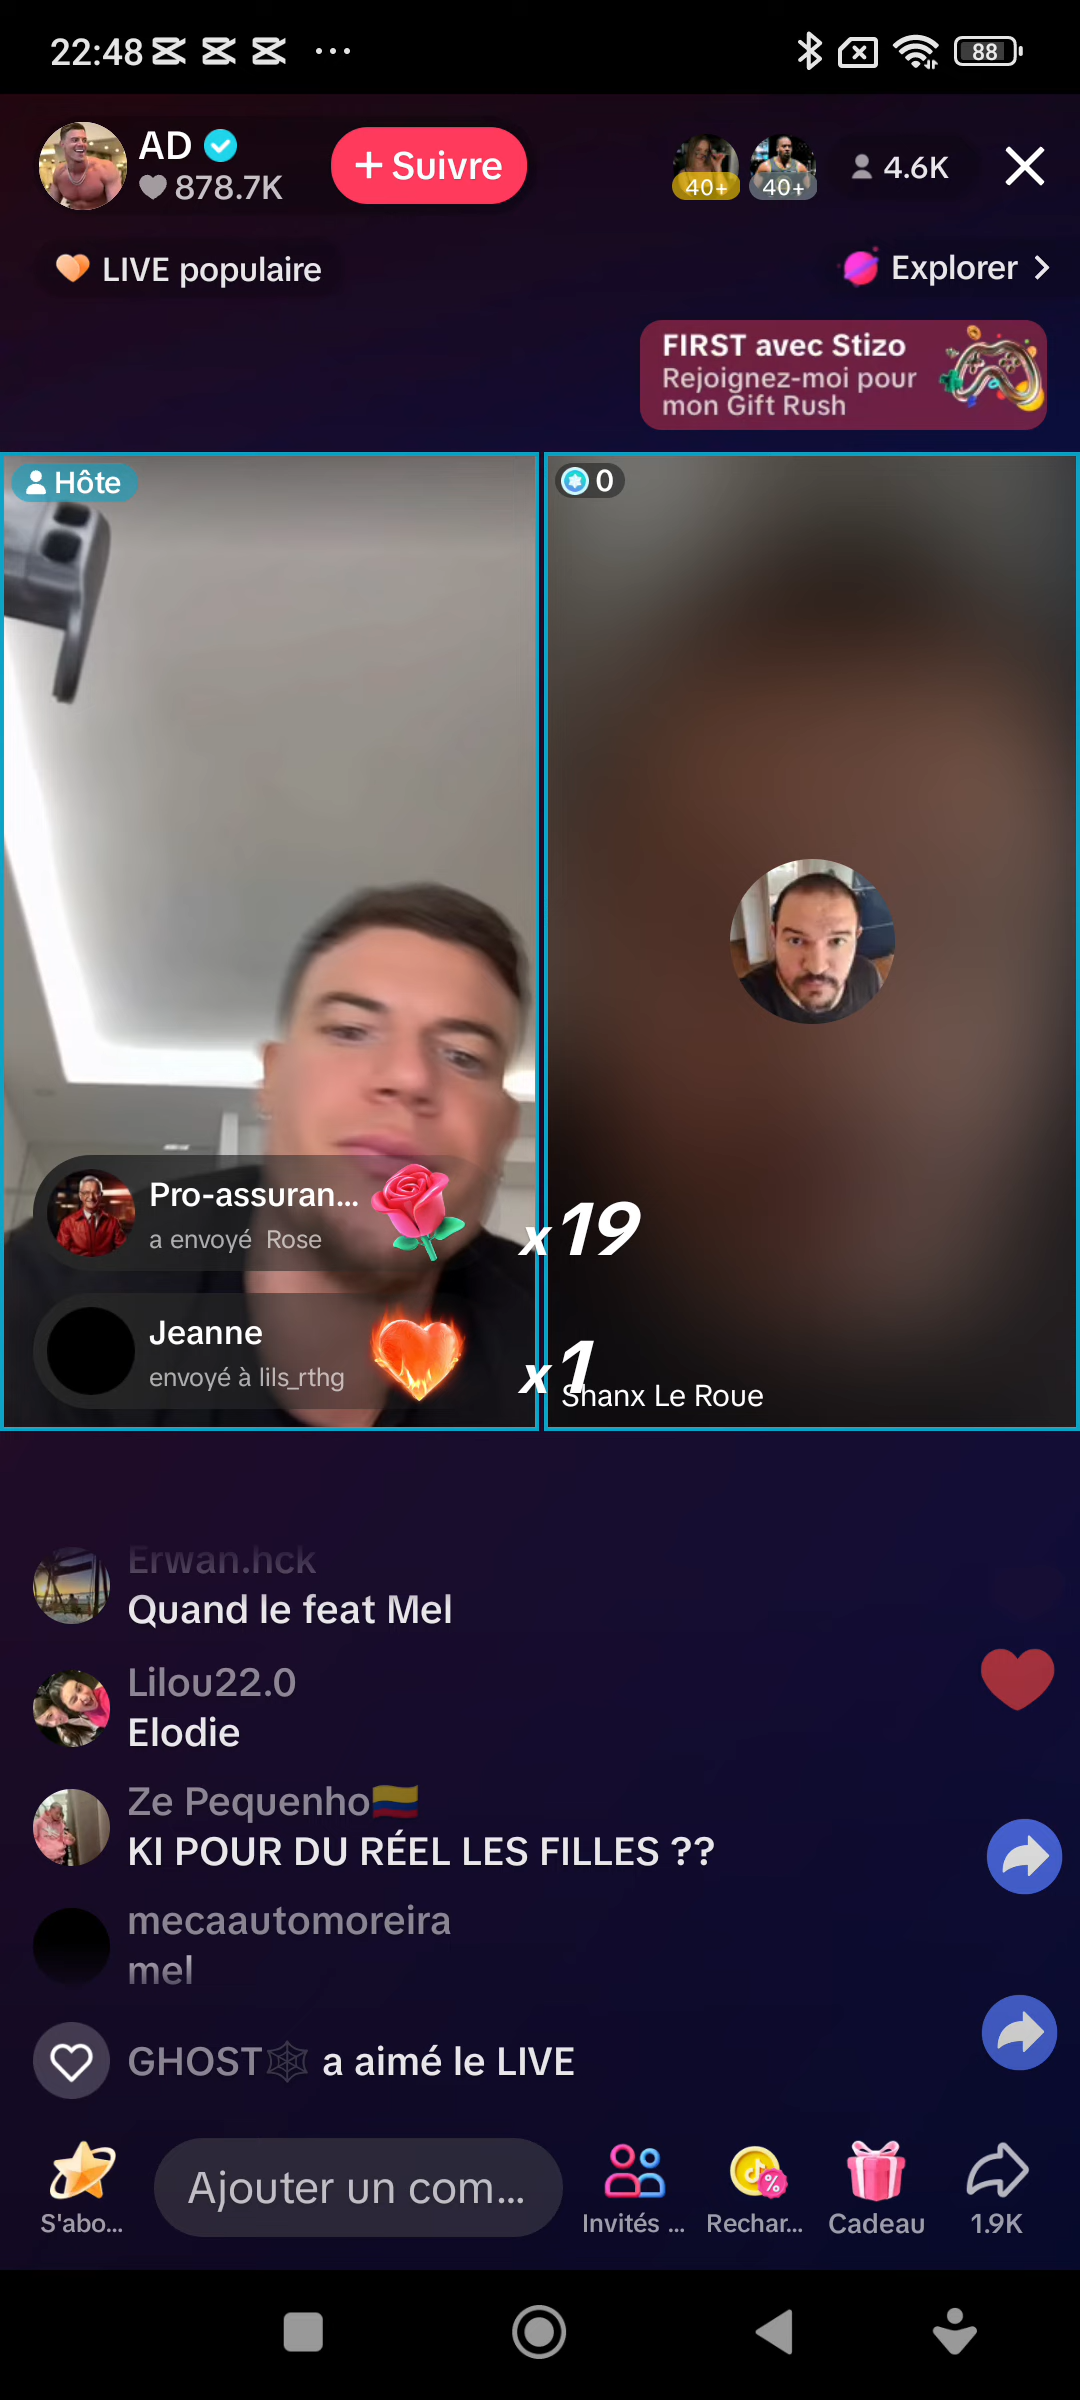 22:48
88
AD
878.7K
+ Suivre
40+
40+
4.6K
LIVE populaire
Explorer
FIRST avec Stizo
Rejoignez-moi pour
mon Gift Rush
Hôte
0
Pro-assuran...
a envoyé Rose
x19
Jeanne
envoyé à lils_rthg
x1
Shanx Le Roue
Erwan.hck
Quand le feat Mel
Lilou22.0
Elodie
Ze Pequenho🇨🇴
KI POUR DU RÉEL LES FILLES ??
mecaautomoreira
mel
GHOST🕸️ a aimé le LIVE
Ajouter un com...
S'abo...
Invités ...
Rechar...
Cadeau
1.9K